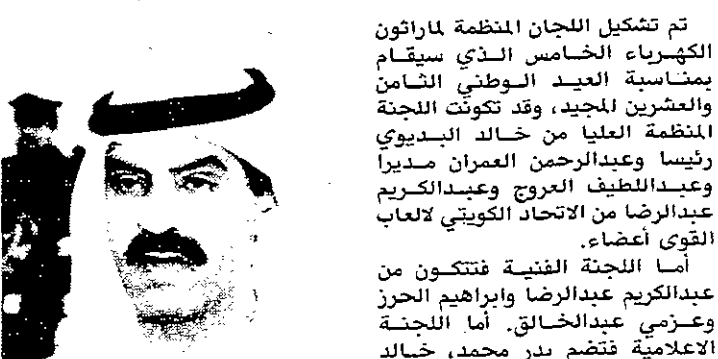 تم تشكيل اللجان المنظمة لماراثون
الكهرباء الخامس الذي سيقام
بمناسبة العيد الوطني الثامن
والعشرين المجيد، وقد تكونت اللجنة
المنظمة العليا من خالد البديوي
رئيسا وعبدالرحمن العمران مديرا
وعبداللطيف العروج وعبدالكريم
عبدالرضا من الاتحاد الكويتي لالعاب
القوى أعضاء.
أما اللجنة الفنية فتتكون من
عبدالكريم عبدالرضا وابراهيم الحرز
وعزمي عبدالخالق. أما اللجنة
الاعلامية فتضم بدر محمد، خالد